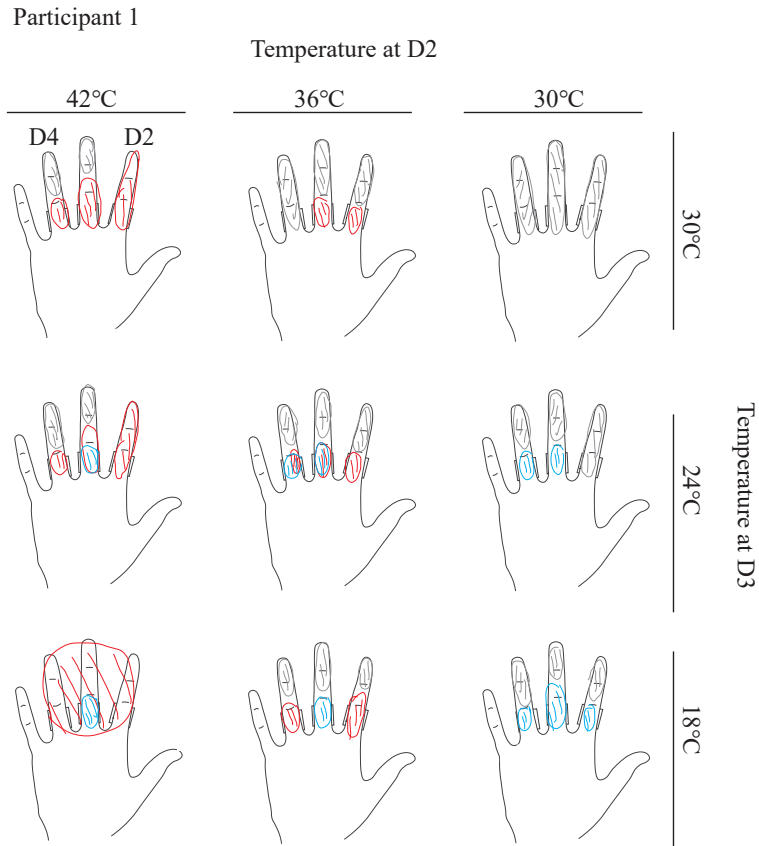 Participant 1
Temperature at D2
42℃ 36℃ 30℃
D4 D2
30℃
24℃
Temperature at D3
18℃